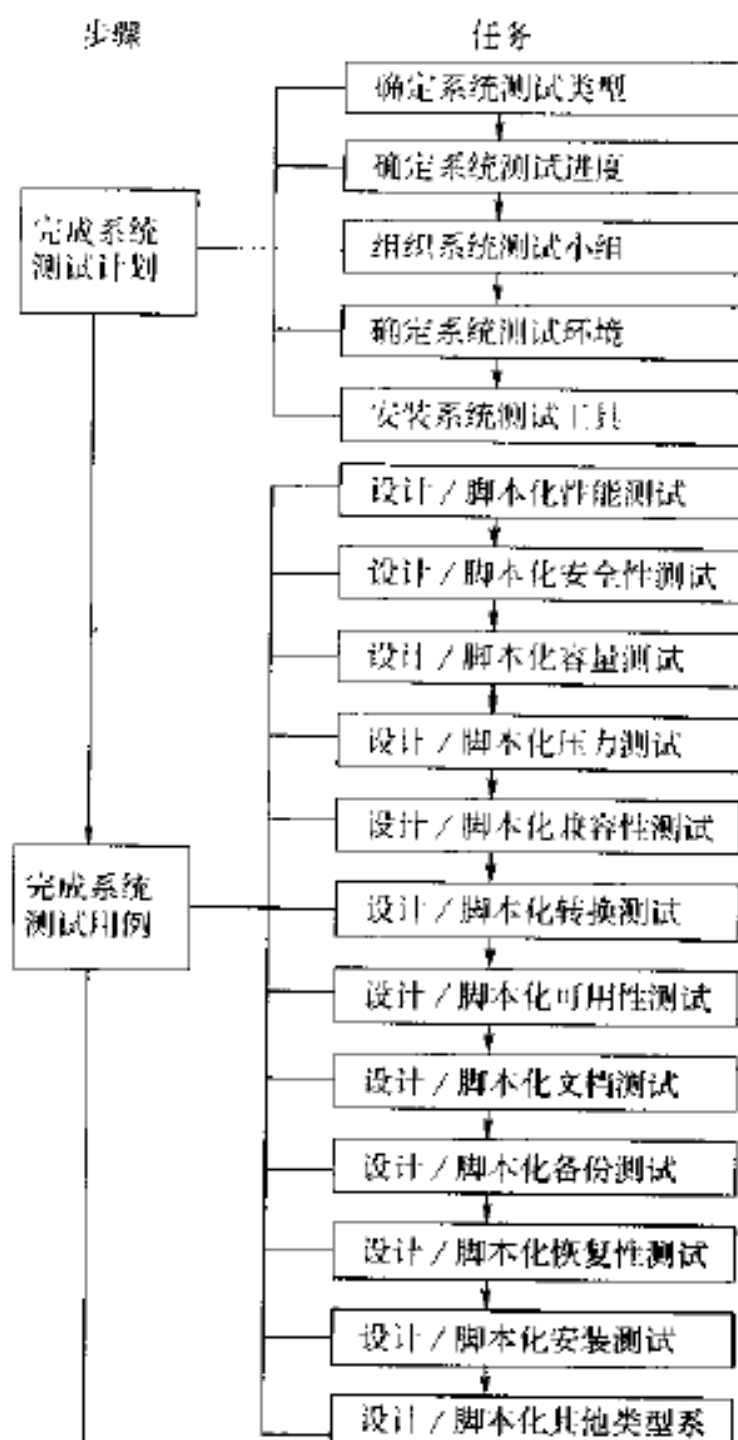 步骤
任务
确定系统测试类型
确定系统测试进度
完成系统
测试计划
组织系统测试小组
确定系统测试环境
安装系统测试工具
设计/脚本化性能测试
设计/脚本化安全性测试
设计/脚本化容量测试
设计/脚本化压力测试
设计/脚本化兼容性测试
完成系统
测试用例
设计/脚本化转换测试
设计/脚本化可用性测试
设计/脚本化文档测试
设计/脚本化备份测试
设计/脚本化恢复性测试
设计/脚本化安装测试
设计/脚本化其他类型系